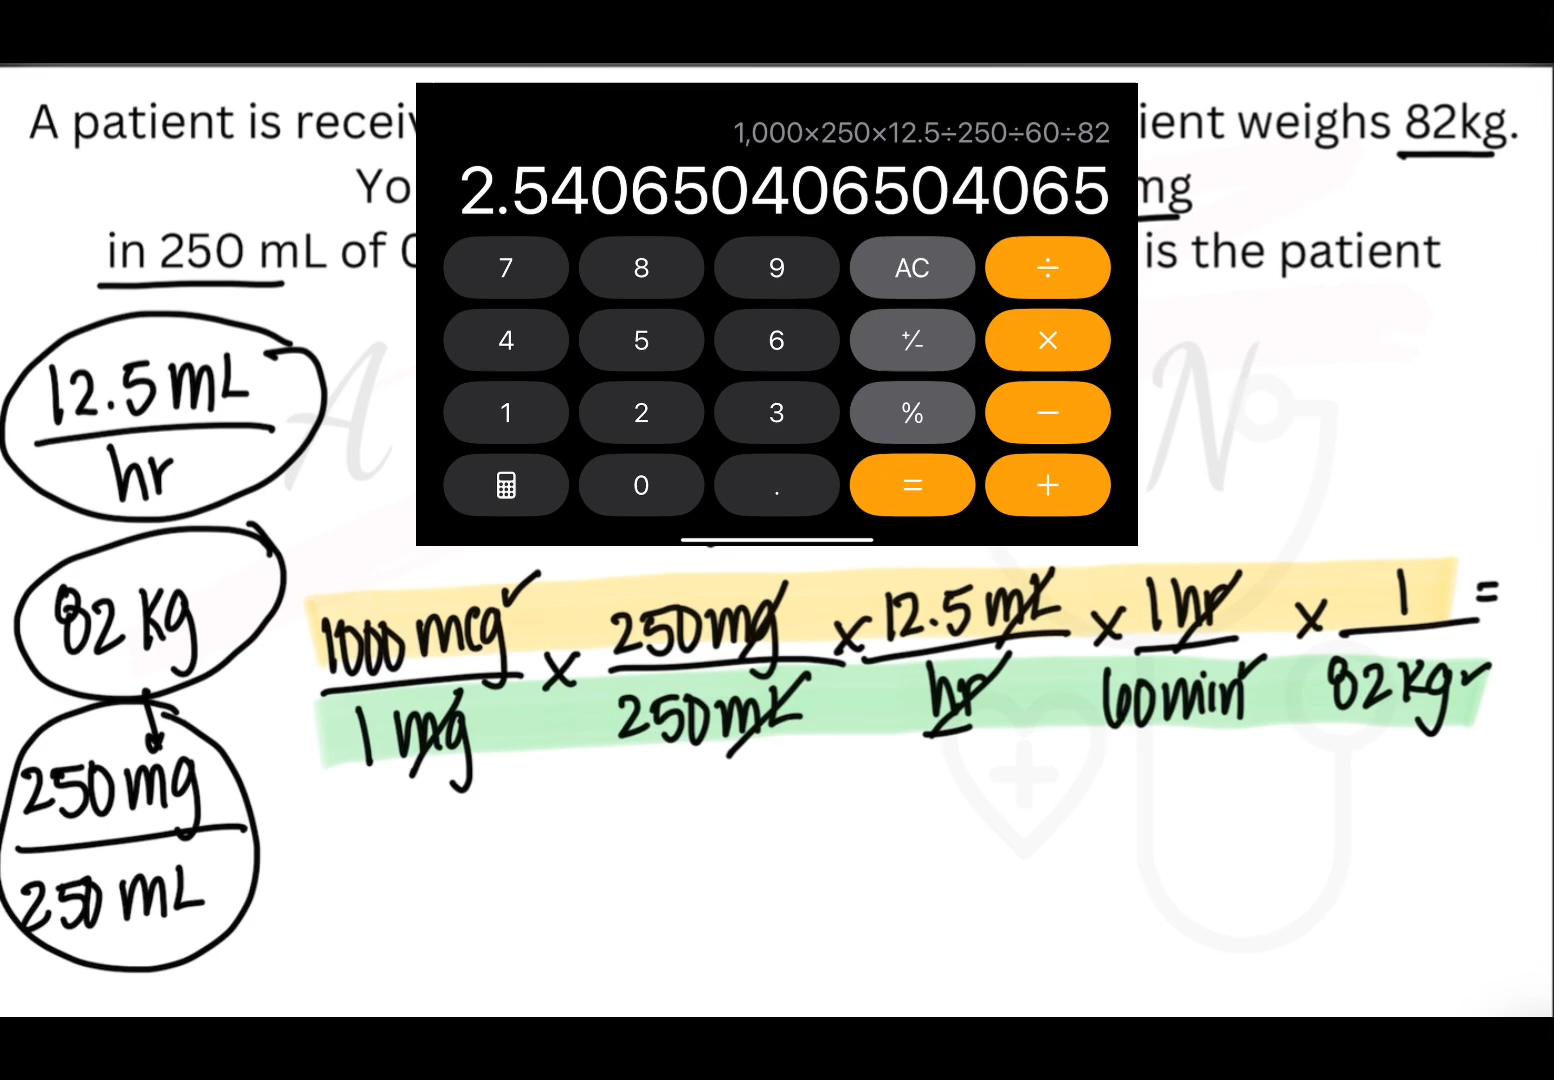 A patient is recei ient weighs 82kg.
Yo mg
in 250 mL of is the patient
1,000×250×12.5÷250÷60÷82
2.540650406504065
7 8 9 AC ÷
4 5 6 +/− ×
1 2 3 % −
0 . = +
A N
12.5 mL
hr
82 kg
250 mg
250 mL
1000 mcg × 250 mg × 12.5 mL × 1 hr × 1 =
1 mg 250 mL hr 60 min 82 kg